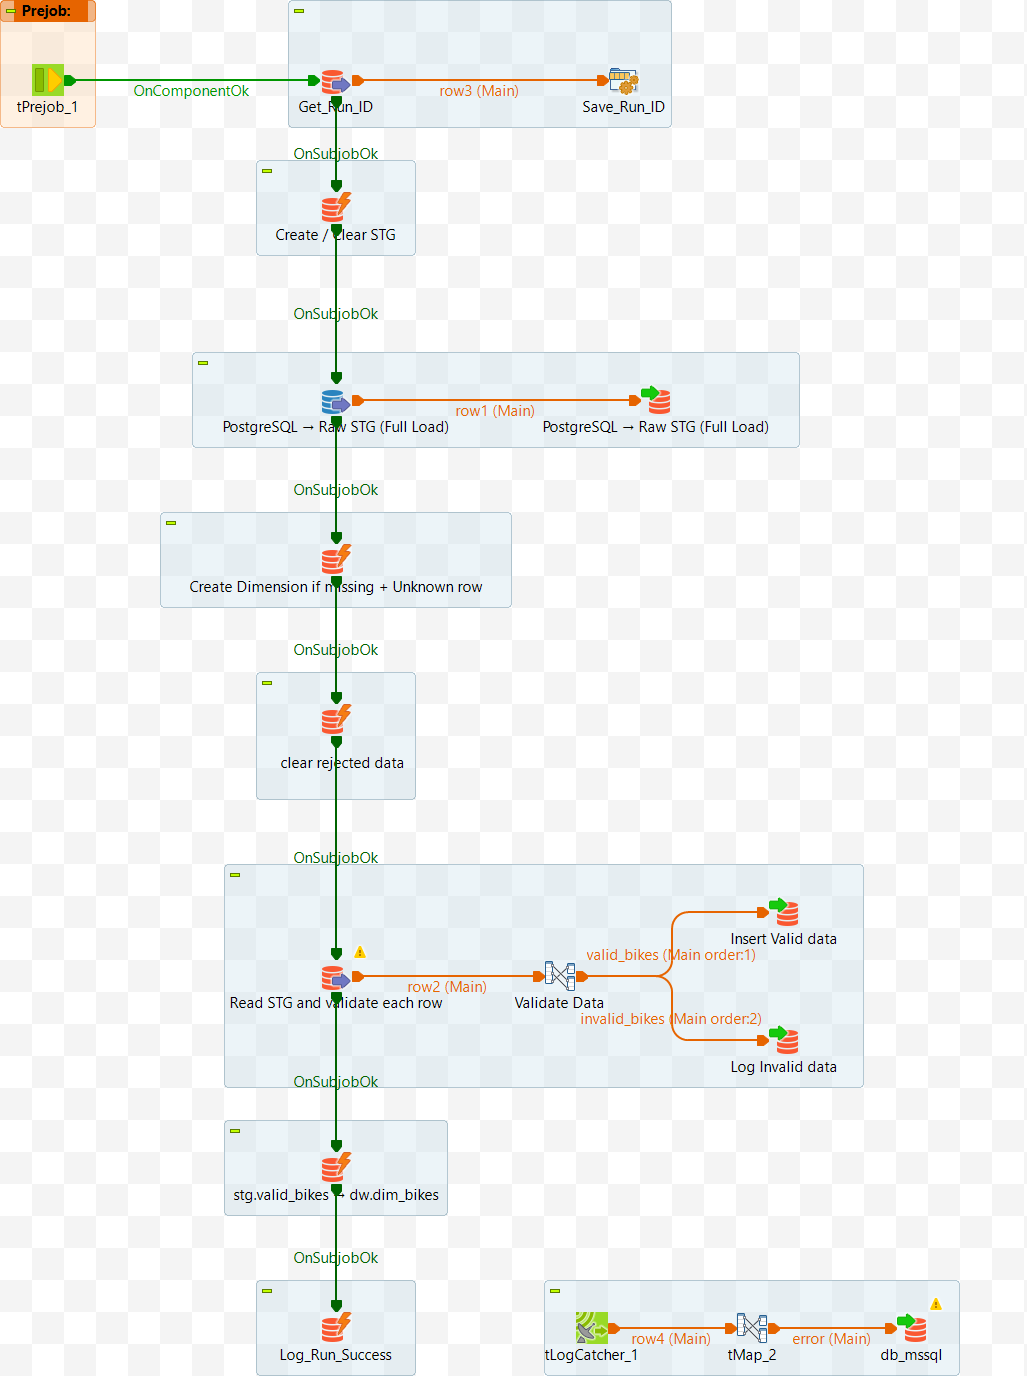 Prejob:
tPrejob_1
OnComponentOk
Get_Run_ID
row3 (Main)
Save_Run_ID
OnSubjobOk
Create / Clear STG
OnSubjobOk
PostgreSQL → Raw STG (Full Load)
row1 (Main)
PostgreSQL → Raw STG (Full Load)
OnSubjobOk
Create Dimension if missing + Unknown row
OnSubjobOk
clear rejected data
OnSubjobOk
Read STG and validate each row
row2 (Main)
Validate Data
valid_bikes (Main order:1)
Insert Valid data
invalid_bikes (Main order:2)
Log Invalid data
OnSubjobOk
stg.valid_bikes → dw.dim_bikes
OnSubjobOk
Log_Run_Success
tLogCatcher_1
row4 (Main)
tMap_2
error (Main)
db_mssql